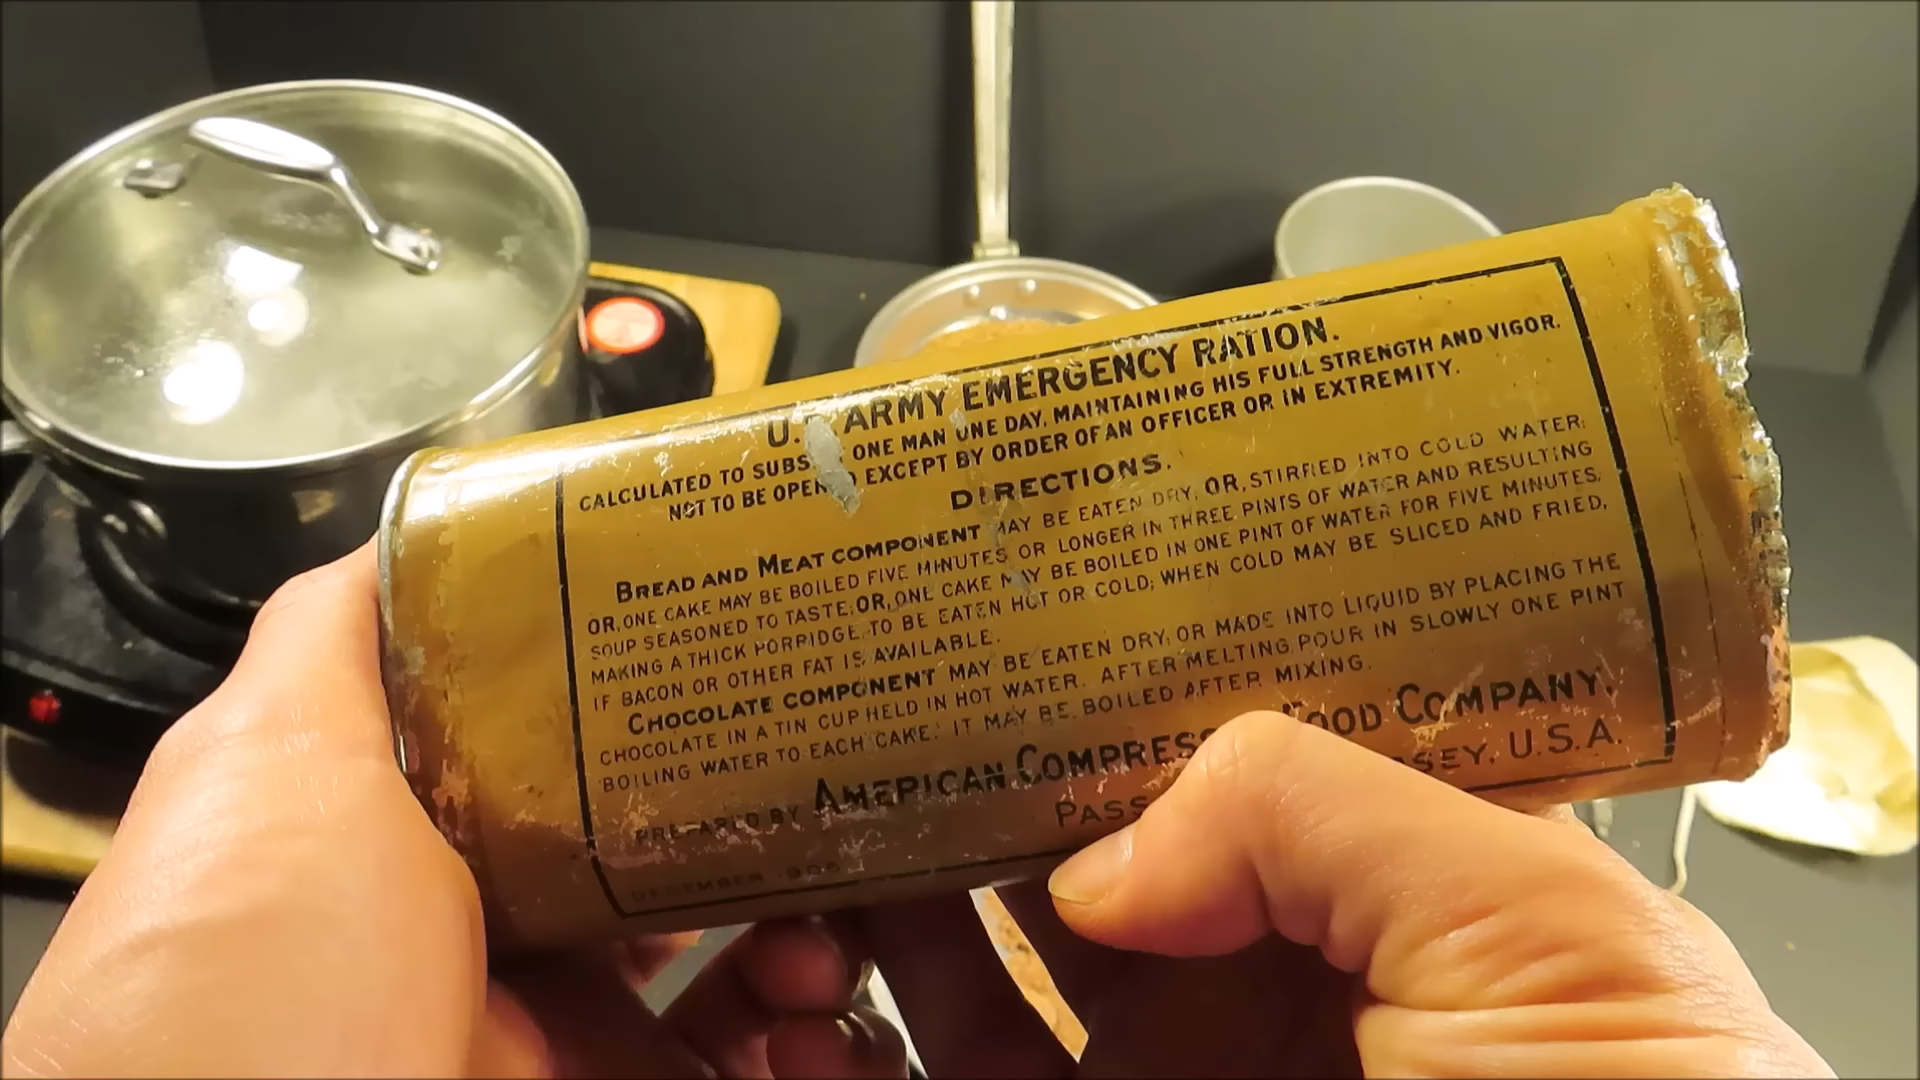 U.S. ARMY EMERGENCY RATION.
CALCULATED TO SUBS ONE MAN ONE DAY, MAINTAINING HIS FULL STRENGTH AND VIGOR.
NOT TO BE OPEN D EXCEPT BY ORDER OF AN OFFICER OR IN EXTREMITY.
DIRECTIONS.
BREAD AND MEAT COMPONENT MAY BE EATEN DRY, OR, STIRRED INTO COLD WATER;
OR, ONE CAKE MAY BE BOILED FIVE MINUTES OR LONGER IN THREE PINTS OF WATER AND RESULTING
SOUP SEASONED TO TASTE; OR, ONE CAKE MAY BE BOILED IN ONE PINT OF WATER FOR FIVE MINUTES,
MAKING A THICK PORRIDGE, TO BE EATEN HOT OR COLD; WHEN COLD MAY BE SLICED AND FRIED,
IF BACON OR OTHER FAT IS AVAILABLE.
CHOCOLATE COMPONENT MAY BE EATEN DRY, OR MADE INTO LIQUID BY PLACING THE
CHOCOLATE IN A TIN CUP HELD IN HOT WATER. AFTER MELTING, POUR IN SLOWLY ONE PINT
BOILING WATER TO EACH CAKE. IT MAY BE BOILED AFTER MIXING.
PREPARED BY AMERICAN COMPRESS FOOD COMPANY,
PASS SEY, U.S.A.
DECEMBER